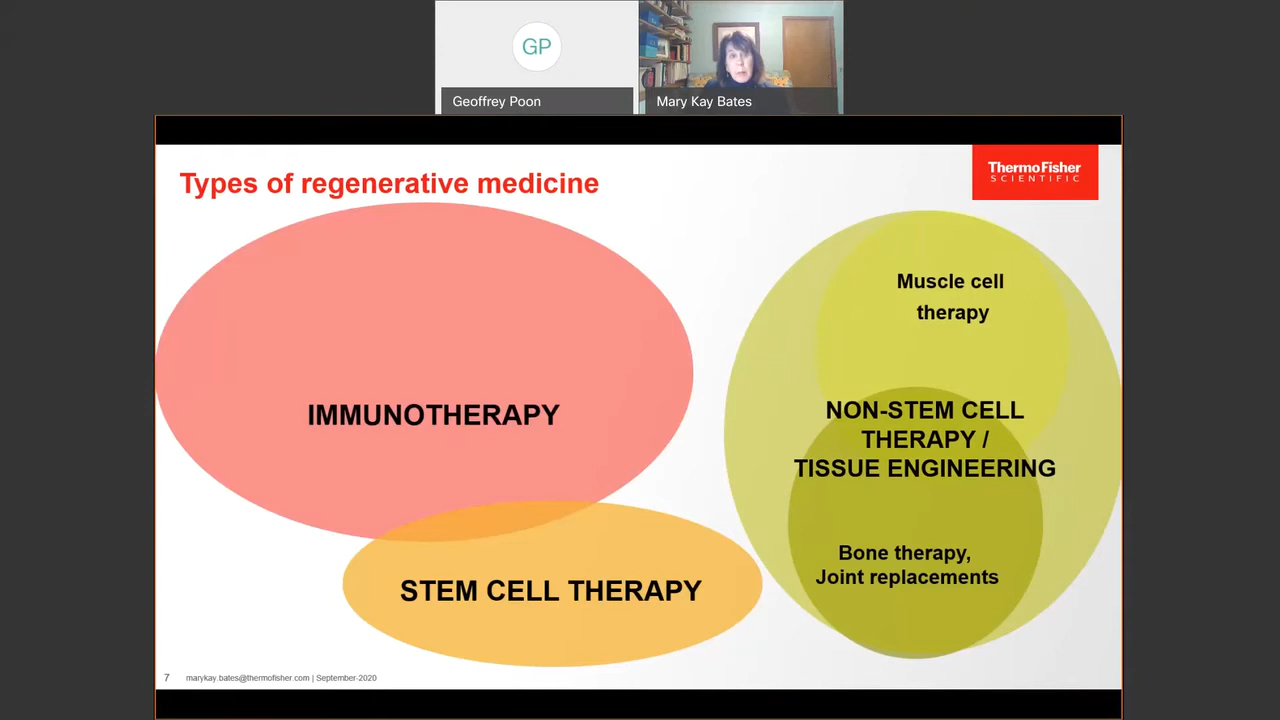 GP
Geoffrey Poon
Mary Kay Bates
Types of regenerative medicine
ThermoFisher
SCIENTIFIC
IMMUNOTHERAPY
STEM CELL THERAPY
Muscle cell
therapy
NON-STEM CELL
THERAPY /
TISSUE ENGINEERING
Bone therapy,
Joint replacements
7
marykay.bates@thermofisher.com | September-2020